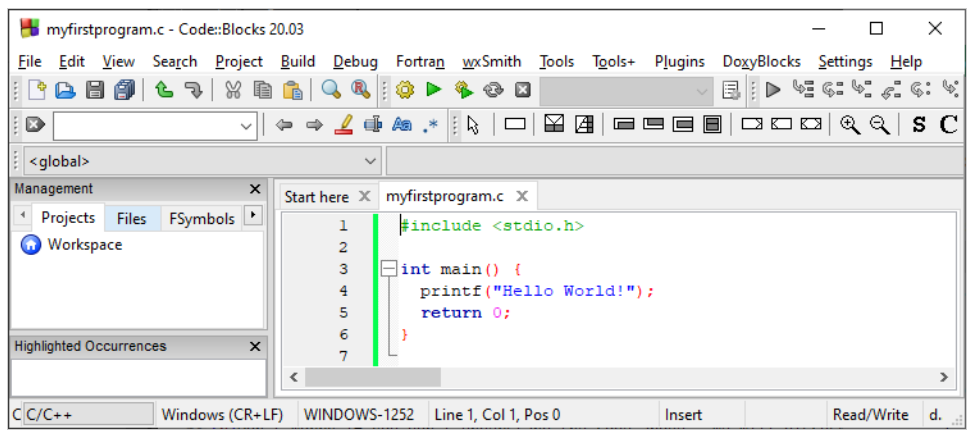 myfirstprogram.c - Code::Blocks 20.03
File Edit View Search Project Build Debug Fortran wxSmith Tools Tools+ Plugins DoxyBlocks Settings Help
Aa .*
S C
<global>
Management
Projects Files FSymbols
Workspace
Highlighted Occurrences
Start here myfirstprogram.c
1 #include <stdio.h>
2
3 int main() {
4 printf("Hello World!");
5 return 0;
6 }
7
C C/C++ Windows (CR+LF) WINDOWS-1252 Line 1, Col 1, Pos 0 Insert Read/Write d.